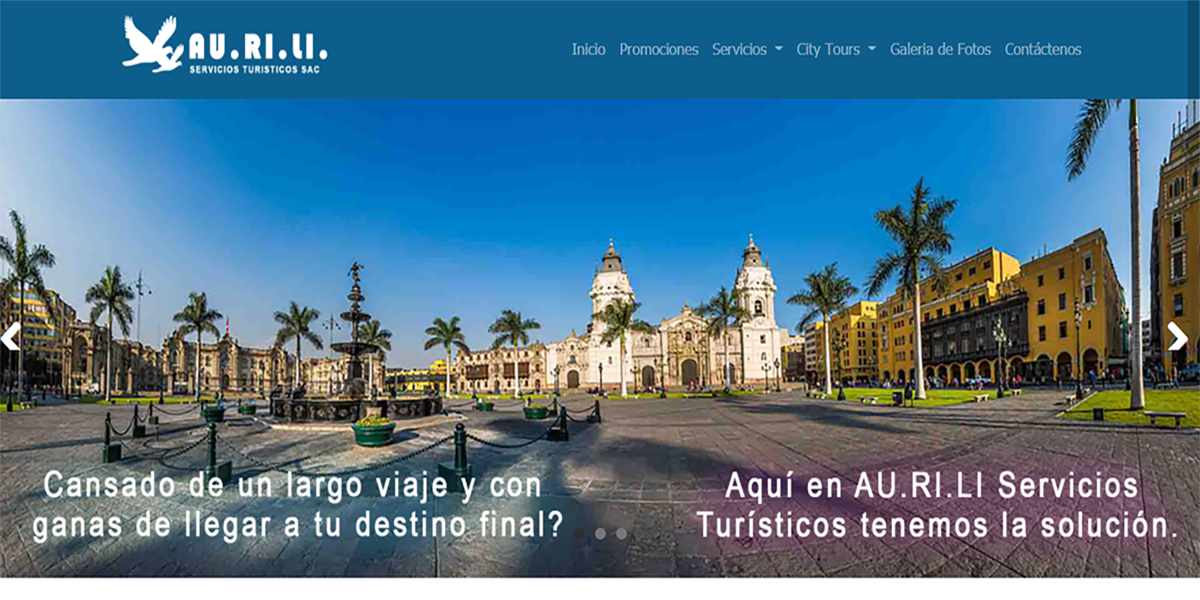 AU.RI.LI.
SERVICIOS TURISTICOS SAC
Inicio Promociones Servicios City Tours Galeria de Fotos Contáctenos
Cansado de un largo viaje y con
ganas de llegar a tu destino final?
Aquí en AU.RI.LI Servicios
Turísticos tenemos la solución.